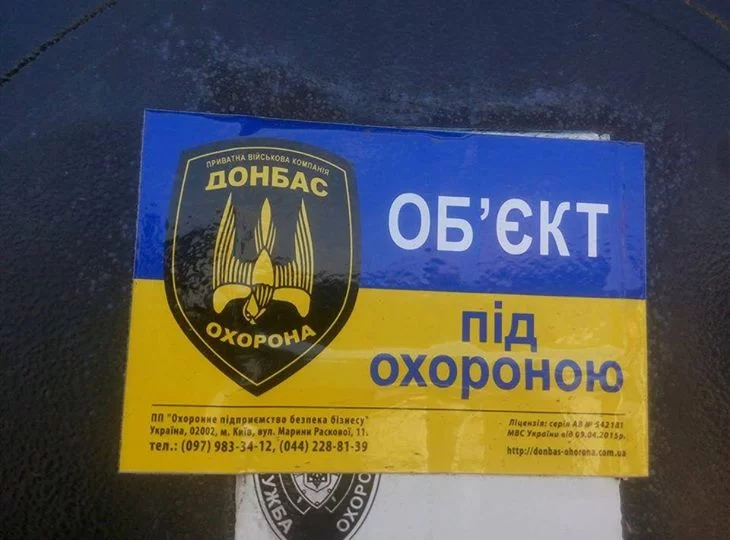 ПРИВАТНА ВІЙСЬКОВА КОМПАНІЯ
ДОНБАС
ОХОРОНА
ОБ’ЄКТ
під
охороною
ПП "Охоронне підприємство безпека бізнесу"
Україна, 02002, м. Київ, вул. Марини Раскової, 11.
тел.: (097) 983-34-12, (044) 228-81-39
Ліцензія: серія АВ № 542181
МВС України від 09.04.2015р.
http://donbas-ohorona.com.ua
ОХОРО